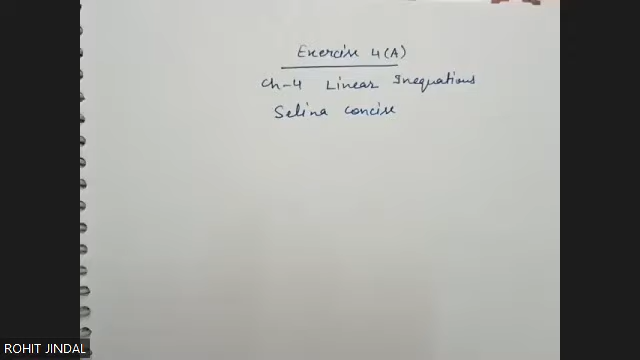 Exercise 4(A)
Ch-4 Linear Inequations
Selina concise
ROHIT JINDAL